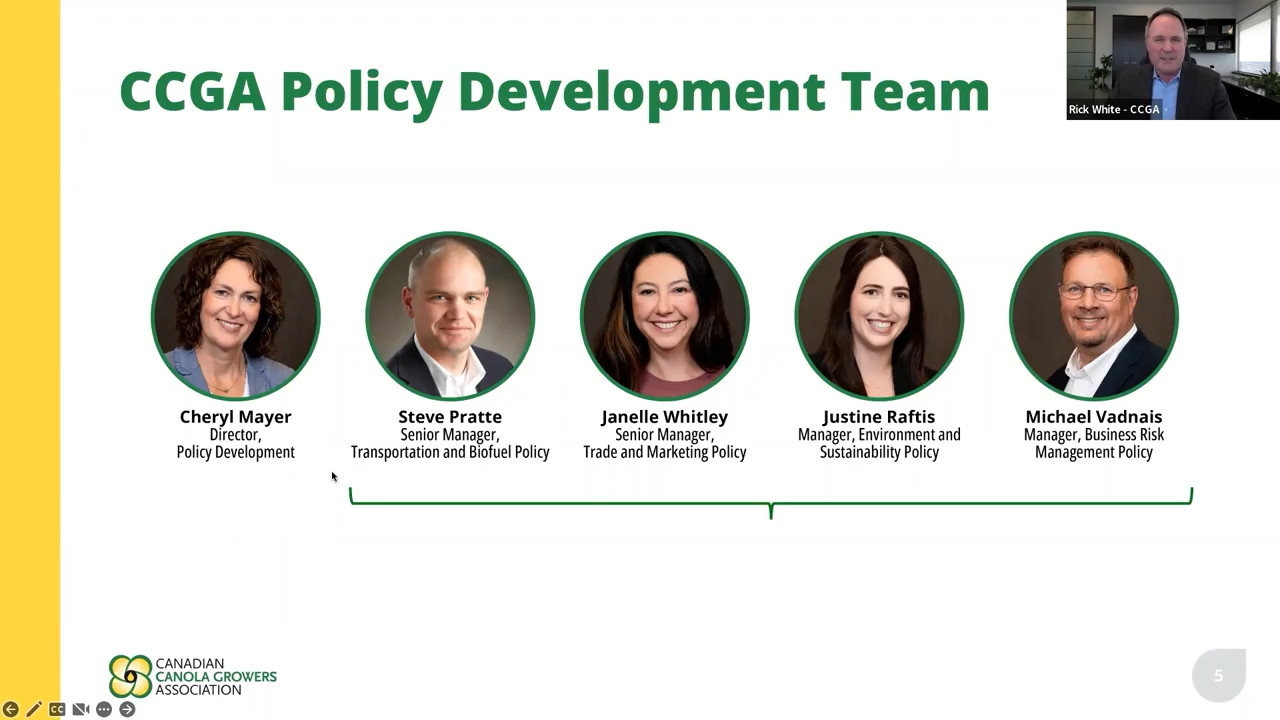 CCGA Policy Development Team
Rick White - CCGA
Cheryl Mayer
Director,
Policy Development
Steve Pratte
Senior Manager,
Transportation and Biofuel Policy
Janelle Whitley
Senior Manager,
Trade and Marketing Policy
Justine Raftis
Manager, Environment and
Sustainability Policy
Michael Vadnais
Manager, Business Risk
Management Policy
CANADIAN
CANOLA GROWERS
ASSOCIATION
5
CC